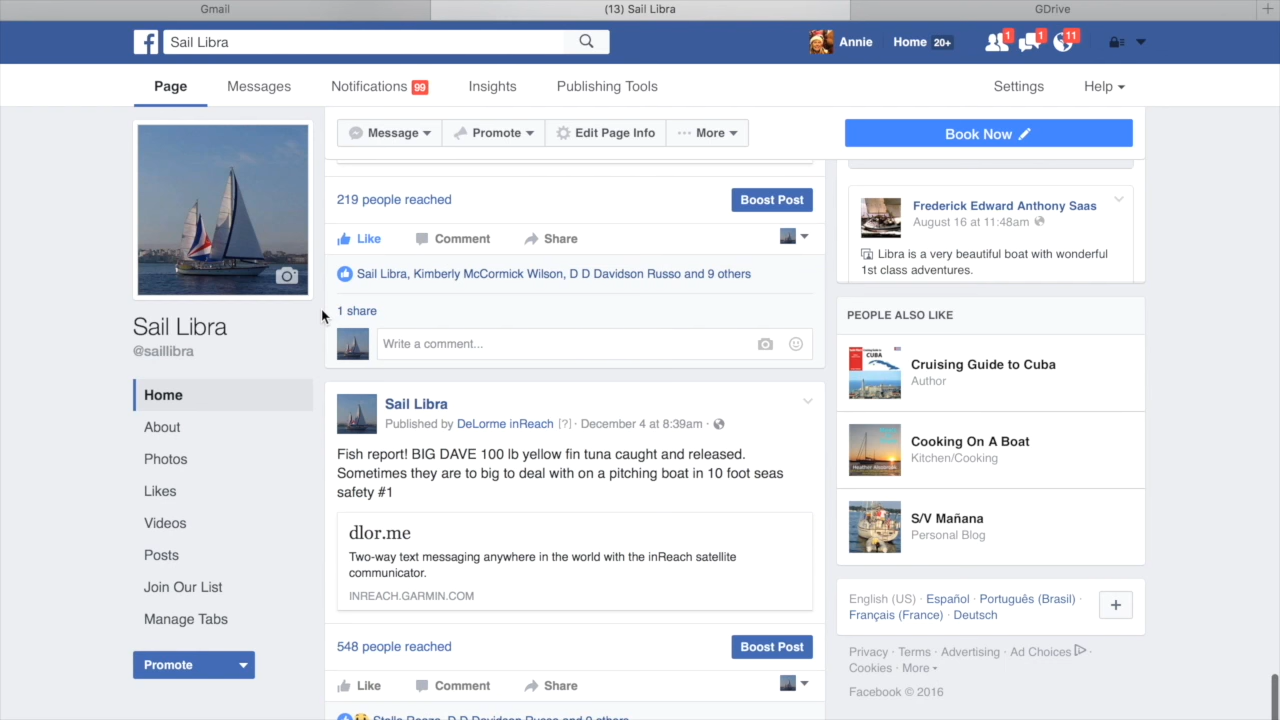 Gmail
(13) Sail Libra
GDrive
Sail Libra
Annie
Home 20+
1
1
11
Page
Messages
Notifications 99
Insights
Publishing Tools
Settings
Help
Message
Promote
Edit Page Info
More
Book Now
219 people reached
Boost Post
Like
Comment
Share
Sail Libra, Kimberly McCormick Wilson, D D Davidson Russo and 9 others
1 share
Write a comment...
Sail Libra
Published by DeLorme inReach [?] · December 4 at 8:39am ·
Fish report! BIG DAVE 100 lb yellow fin tuna caught and released.
Sometimes they are to big to deal with on a pitching boat in 10 foot seas
safety #1
dlor.me
Two-way text messaging anywhere in the world with the inReach satellite
communicator.
INREACH.GARMIN.COM
548 people reached
Boost Post
Like
Comment
Share
Sail Libra
@saillibra
Home
About
Photos
Likes
Videos
Posts
Join Our List
Manage Tabs
Promote
Frederick Edward Anthony Saas
August 16 at 11:48am
Libra is a very beautiful boat with wonderful
1st class adventures.
PEOPLE ALSO LIKE
Cruising Guide to Cuba
Author
Cooking On A Boat
Kitchen/Cooking
S/V Mañana
Personal Blog
English (US) · Español · Português (Brasil) ·
Français (France) · Deutsch
Privacy · Terms · Advertising · Ad Choices ·
Cookies · More
Facebook © 2016